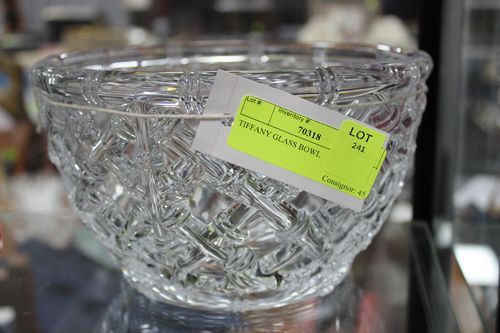 Lot #:
Inventory #:
70318
LOT
241
TIFFANY GLASS BOWL
Consignor: 45